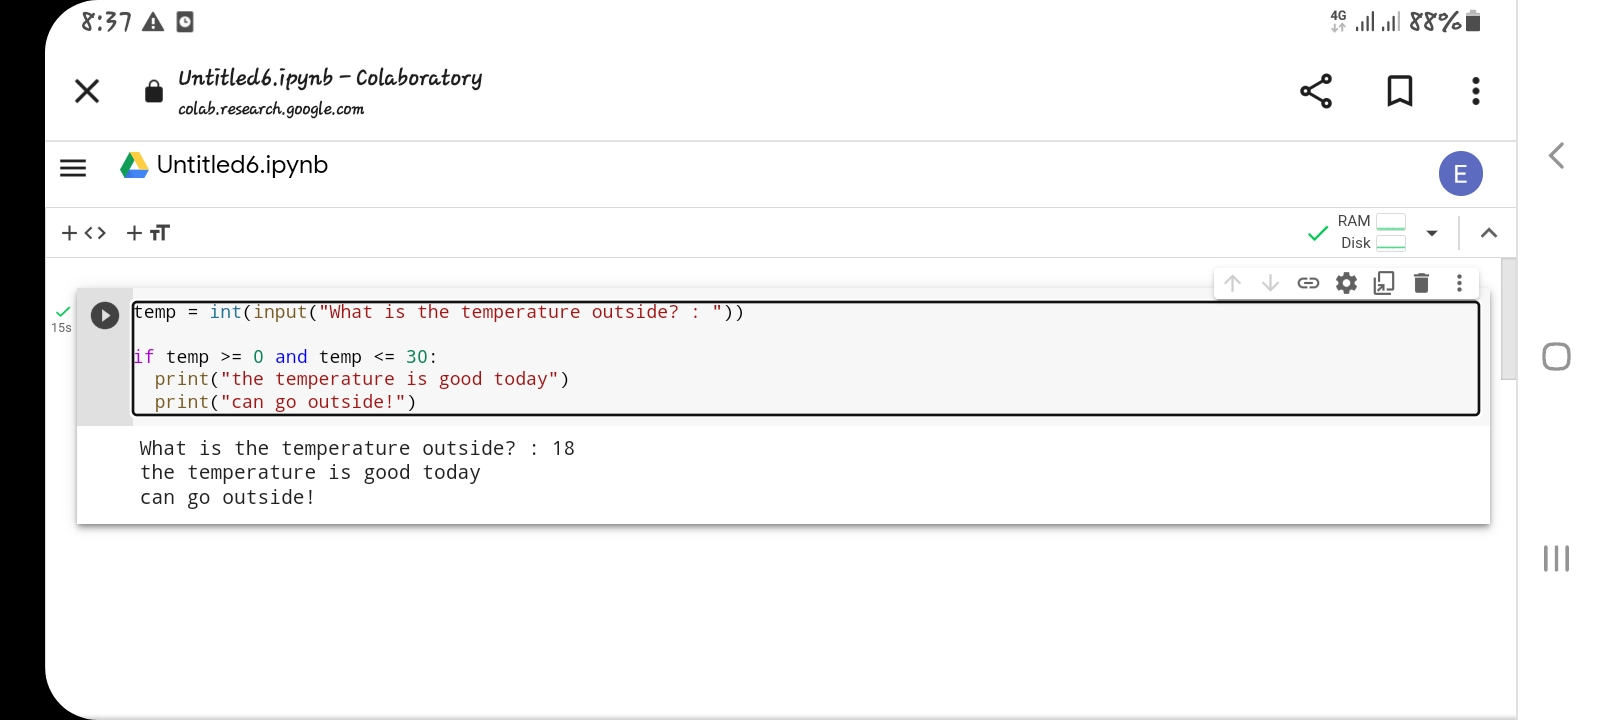 8:37
4G 88%
Untitled6.ipynb – Colaboratory
colab.research.google.com
Untitled6.ipynb
E
+ <> + TT
RAM
Disk
15s
temp = int(input("What is the temperature outside? : "))
if temp >= 0 and temp <= 30:
  print("the temperature is good today")
  print("can go outside!")
What is the temperature outside? : 18
the temperature is good today
can go outside!